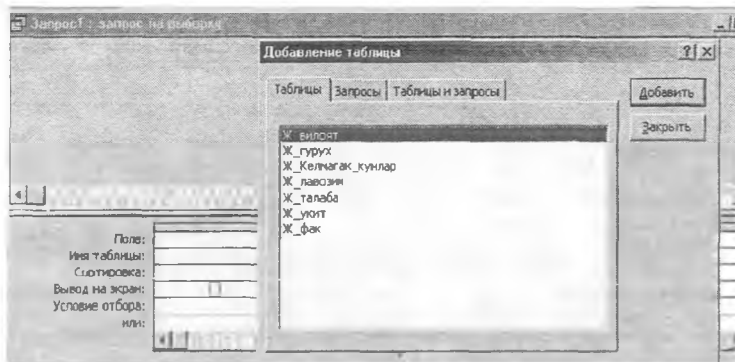 Запрос1 : запрос на выборку
Добавление таблицы
Таблицы Запросы Таблицы и запросы
Добавить
Закрыть
Ж_вилоят
Ж_гурух
Ж_Келмагак_кунлар
Ж_лавозим
Ж_талаба
Ж_укит
Ж_фак
Поле:
Имя таблицы:
Сортировка:
Вывод на экран:
Условие отбора:
или: